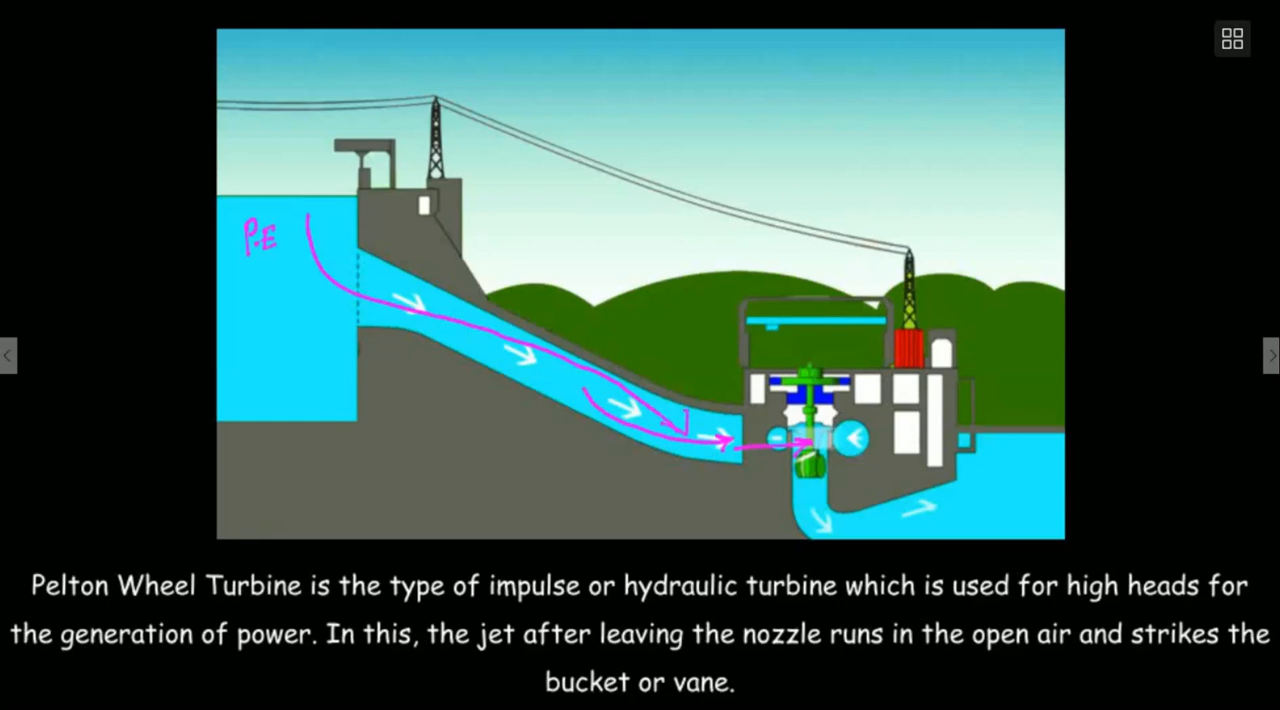 P.E
Pelton Wheel Turbine is the type of impulse or hydraulic turbine which is used for high heads for
the generation of power. In this, the jet after leaving the nozzle runs in the open air and strikes the
bucket or vane.